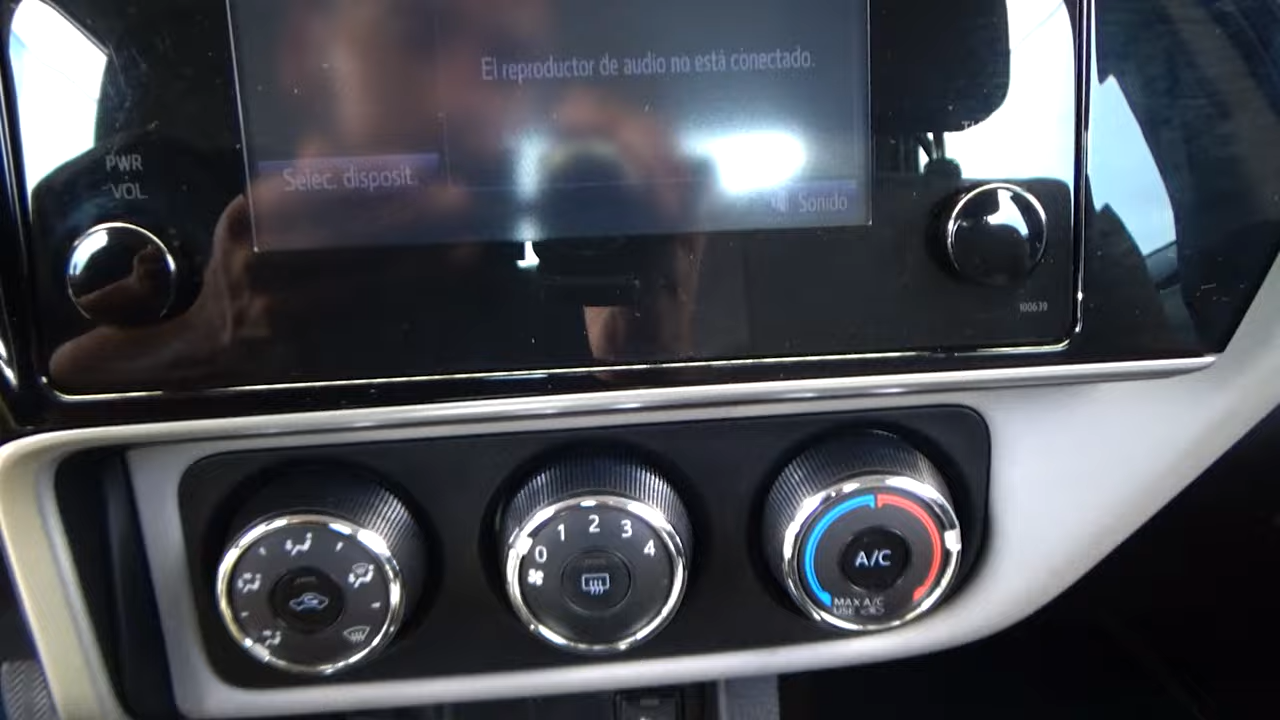 El reproductor de audio no está conectado.
PWR
VOL
Selec. disposit.
Sonido
100639
0 1 2 3 4
A/C
MAX A/C
USE